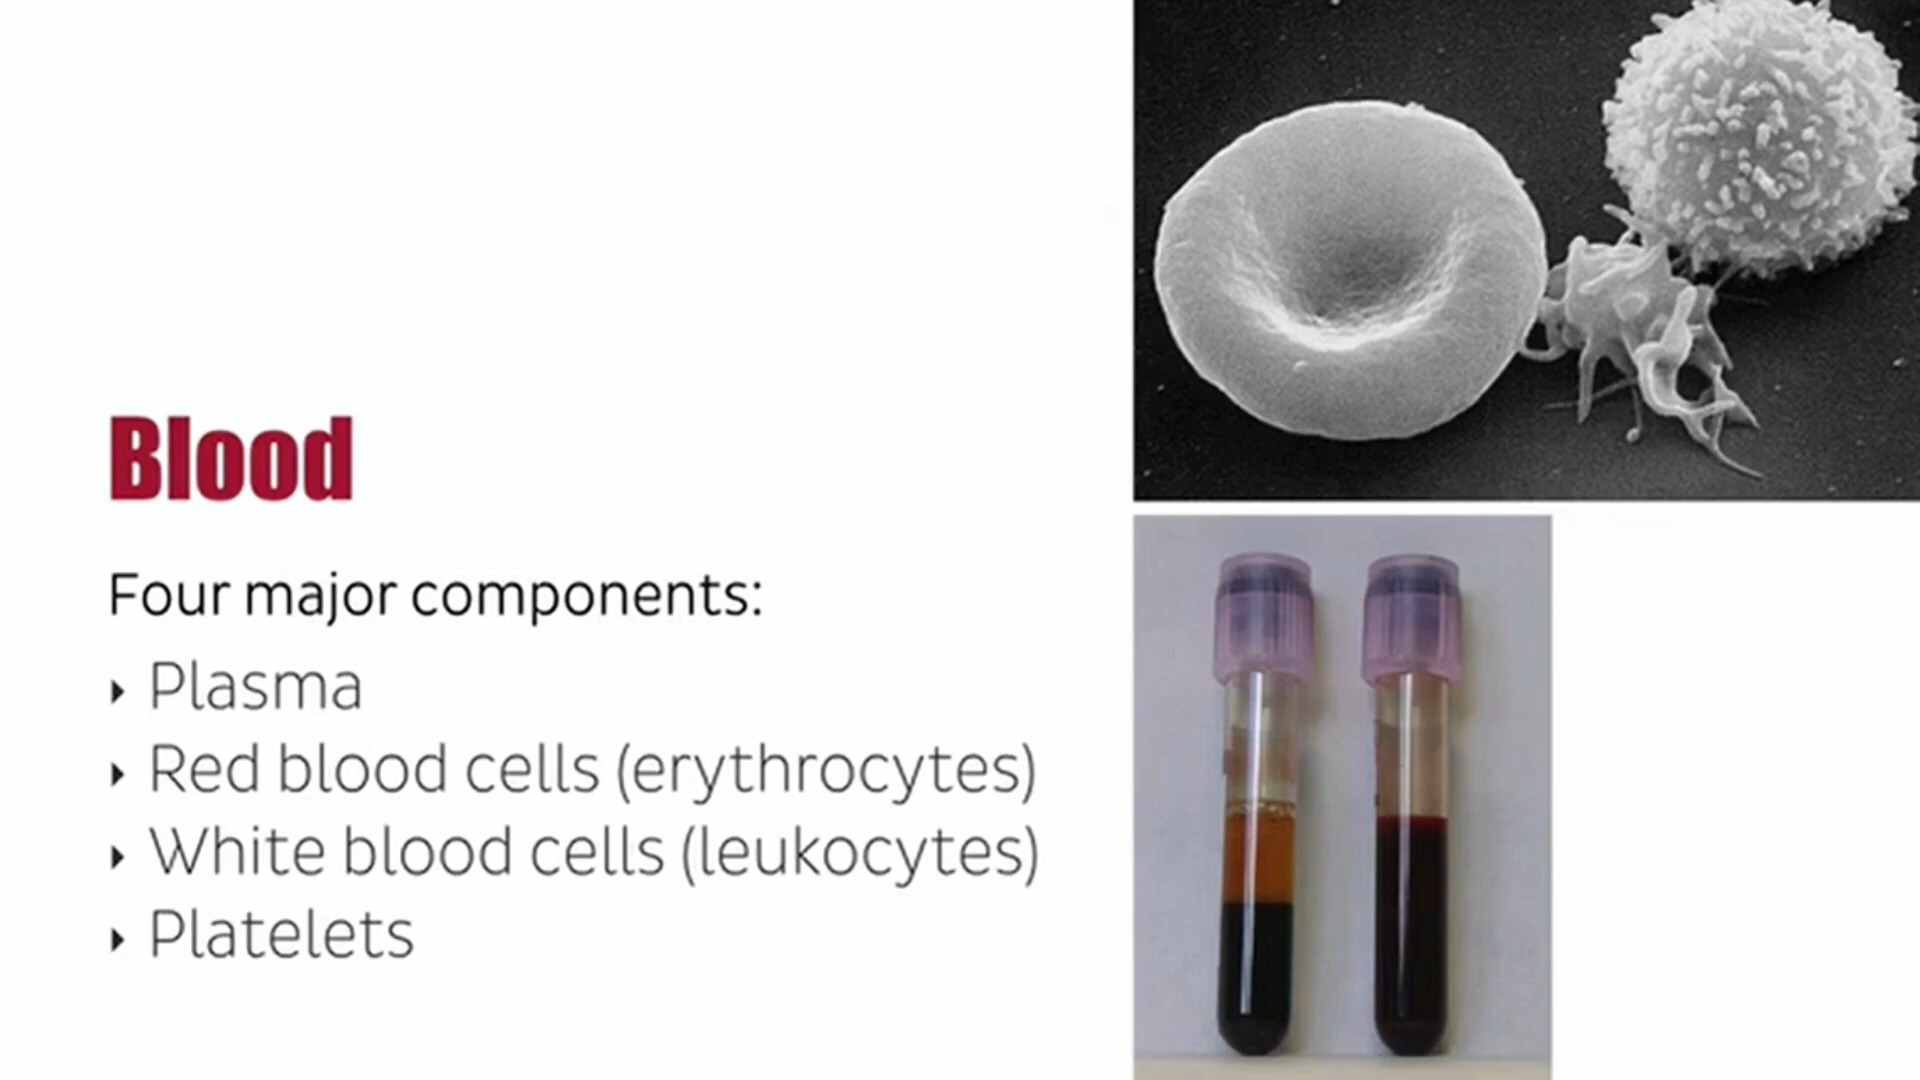 Blood
Four major components:
‣ Plasma
‣ Red blood cells (erythrocytes)
‣ White blood cells (leukocytes)
‣ Platelets